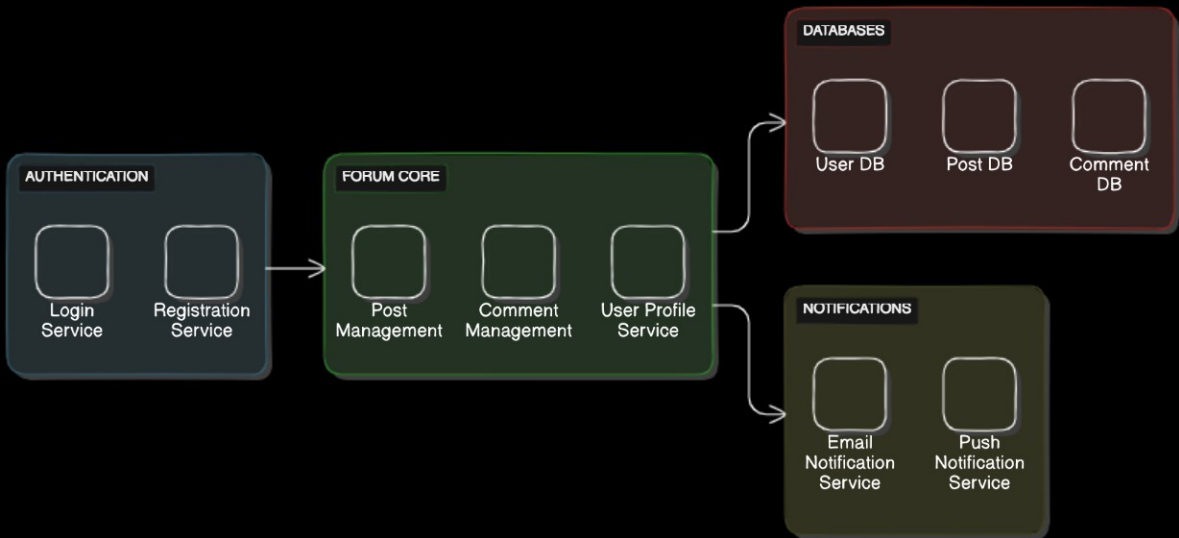 DATABASES
User DB
Post DB
Comment
DB
AUTHENTICATION
Login
Service
Registration
Service
FORUM CORE
Post
Management
Comment
Management
User Profile
Service
NOTIFICATIONS
Email
Notification
Service
Push
Notification
Service